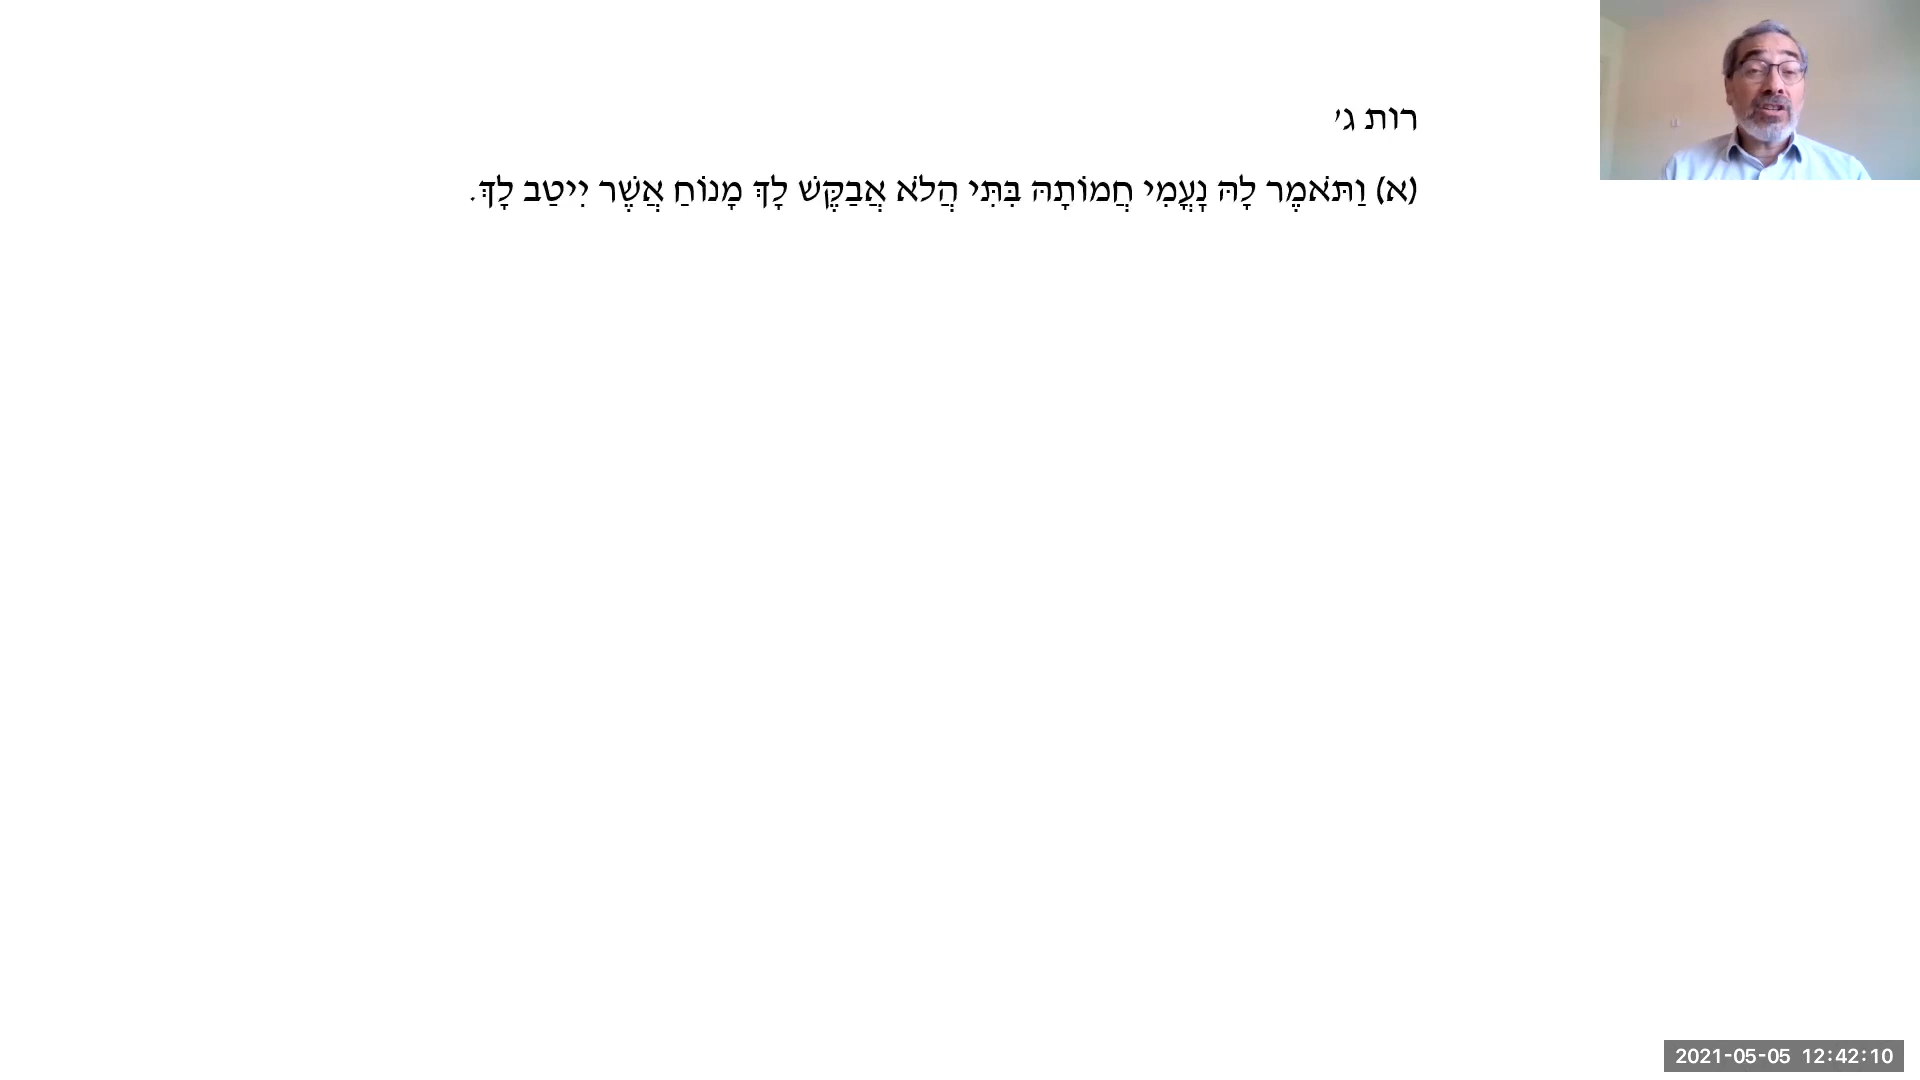 רות ג'
(א) וַתֹּאמֶר לָהּ נָעֳמִי חֲמוֹתָהּ בִּתִּי הֲלֹא אֲבַקֶּשׁ לָךְ מָנוֹחַ אֲשֶׁר יִיטַב לָךְ.
2021-05-05 12:42:10